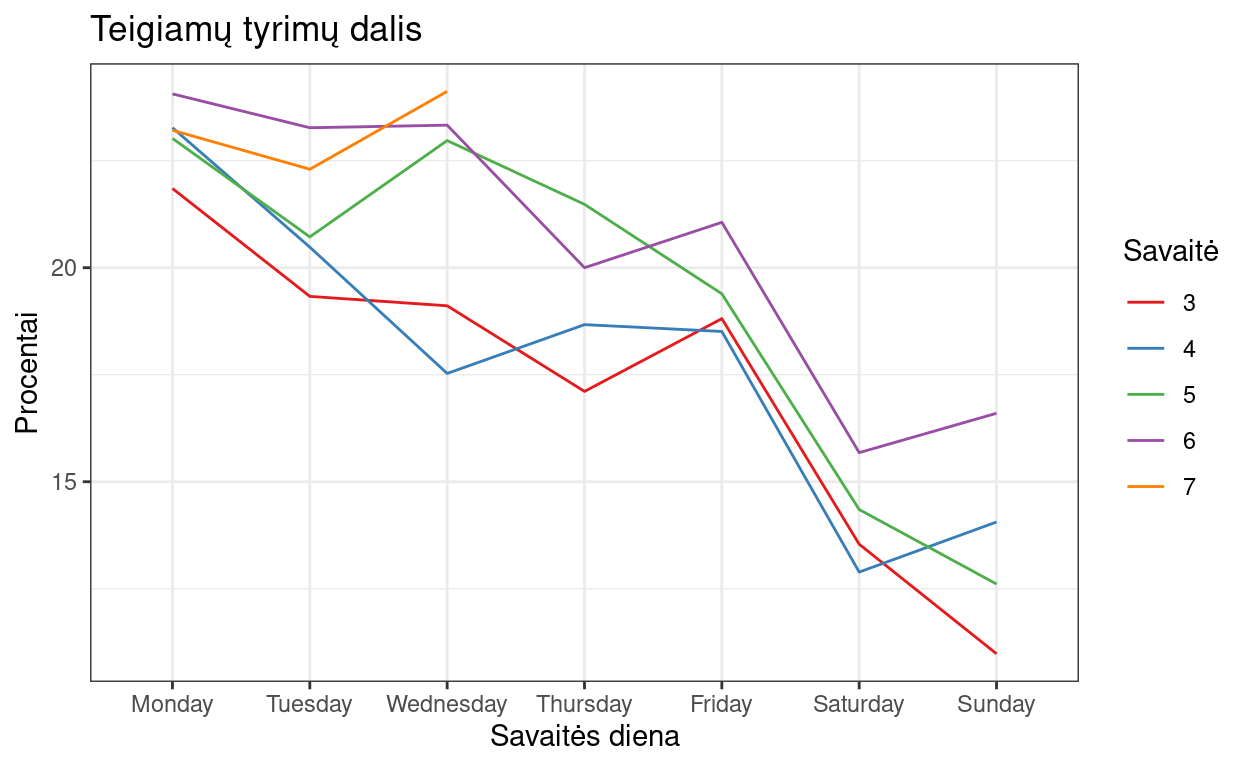 Teigiamų tyrimų dalis
Procentai
20
15
Monday
Tuesday
Wednesday
Thursday
Friday
Saturday
Sunday
Savaitės diena
Savaitė
3
4
5
6
7